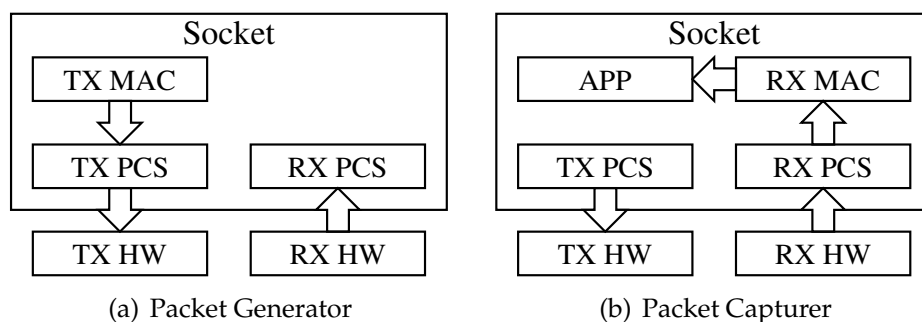 Socket
TX MAC
TX PCS
RX PCS
TX HW
RX HW
(a) Packet Generator
Socket
APP
RX MAC
TX PCS
RX PCS
TX HW
RX HW
(b) Packet Capturer